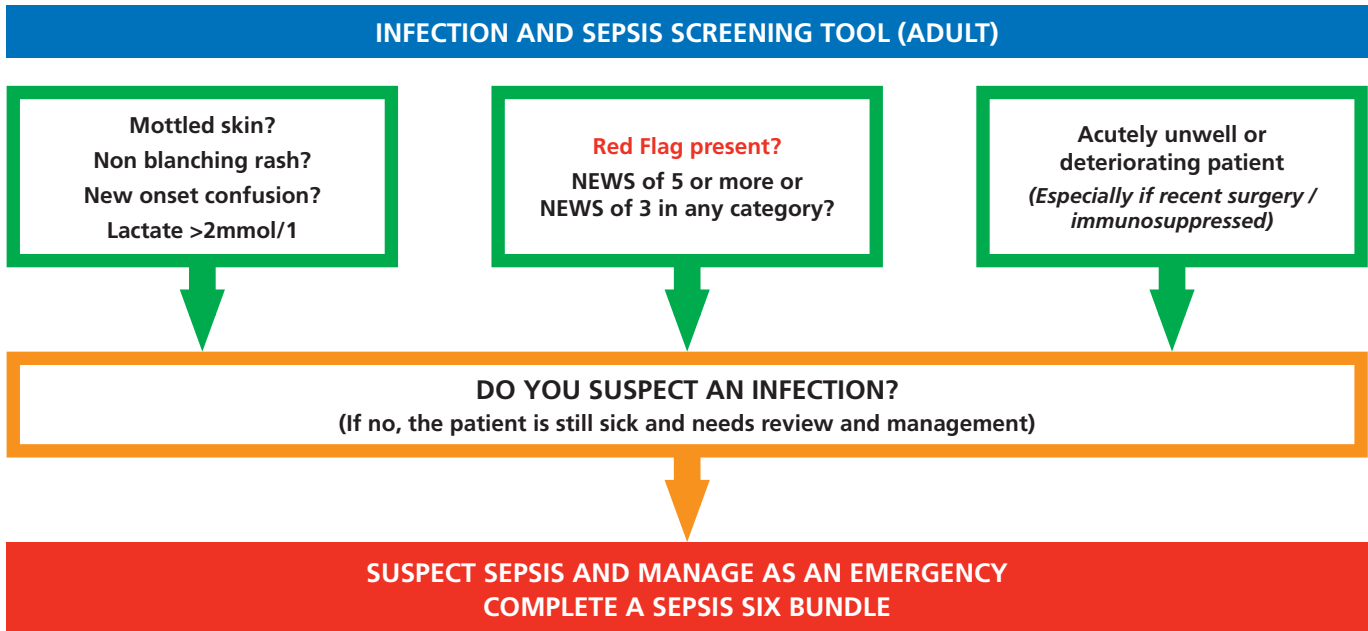 INFECTION AND SEPSIS SCREENING TOOL (ADULT)
Mottled skin?
Non blanching rash?
New onset confusion?
Lactate >2mmol/1
Red Flag present?
NEWS of 5 or more or
NEWS of 3 in any category?
Acutely unwell or
deteriorating patient
(Especially if recent surgery /
immunosuppressed)
DO YOU SUSPECT AN INFECTION?
(If no, the patient is still sick and needs review and management)
SUSPECT SEPSIS AND MANAGE AS AN EMERGENCY
COMPLETE A SEPSIS SIX BUNDLE